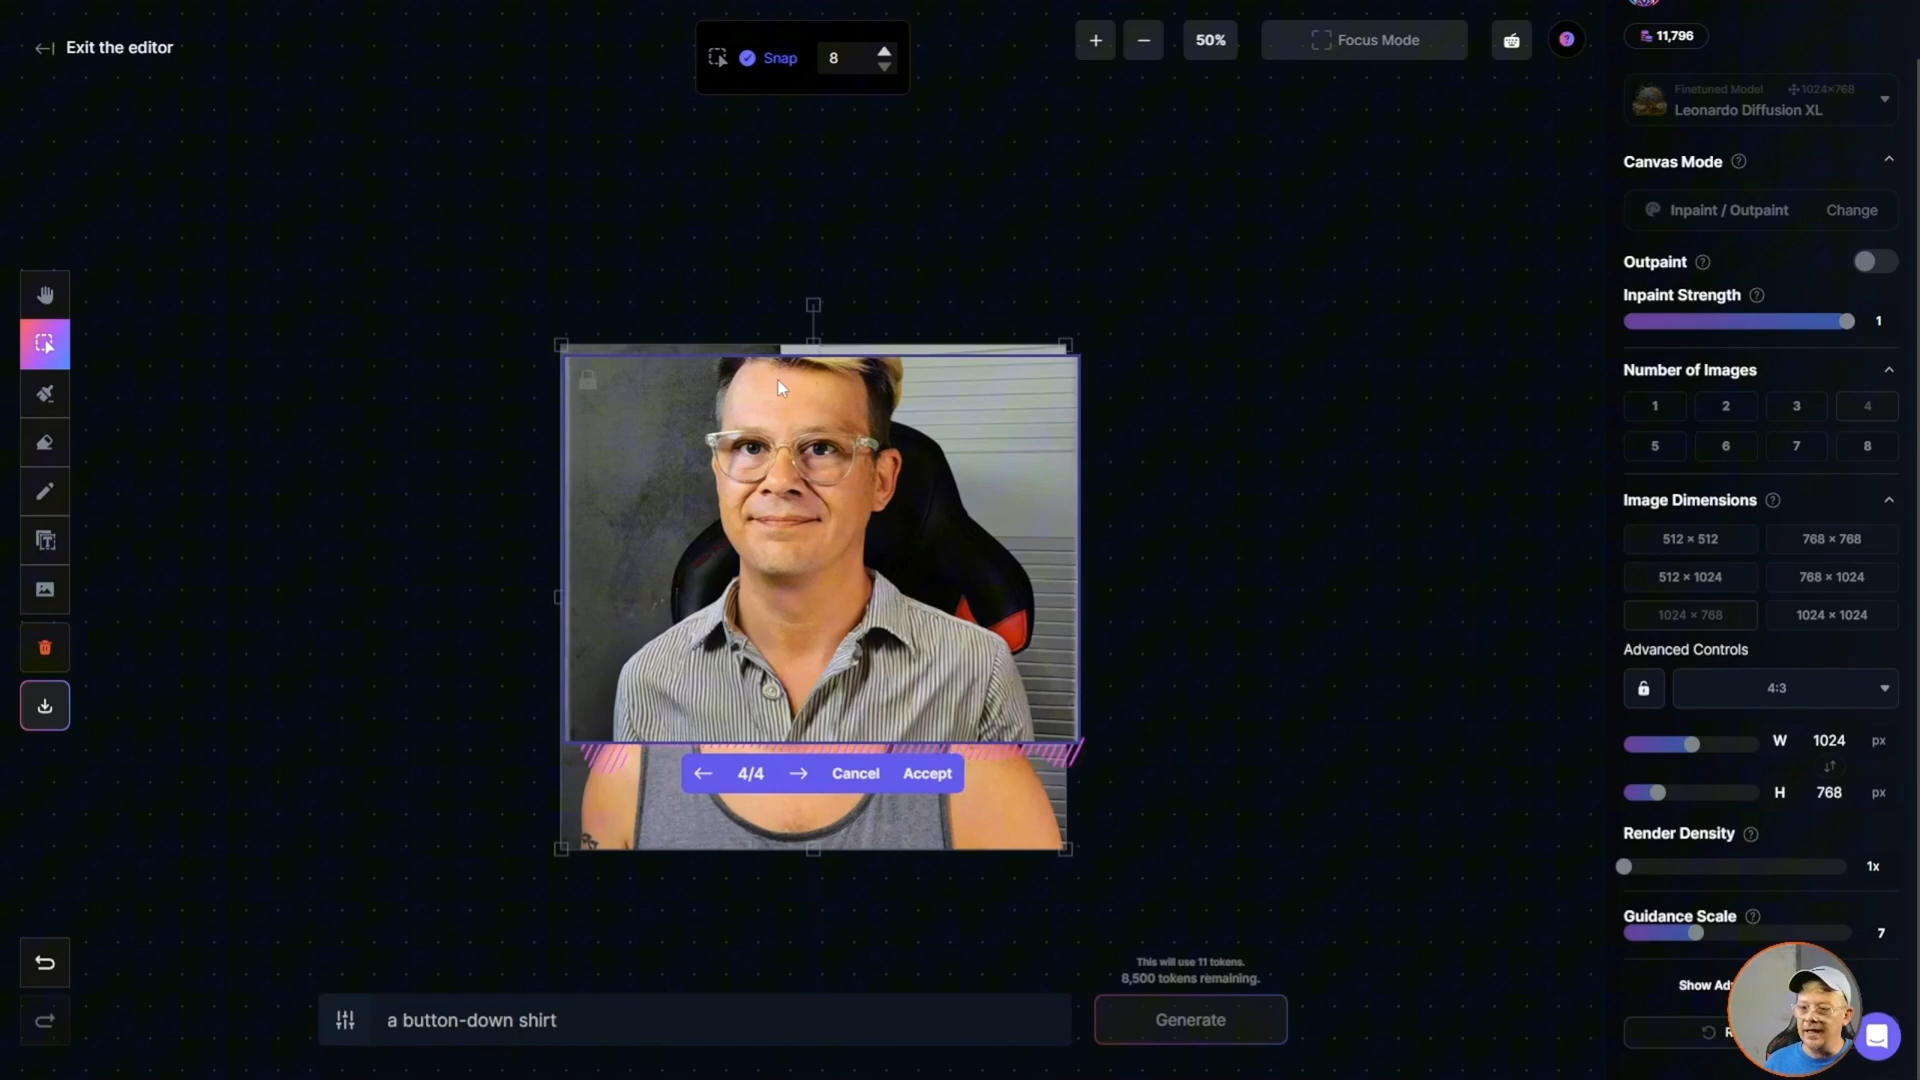 Exit the editor
Snap
8
50%
Focus Mode
11,796
Finetuned Model
1024×768
Leonardo Diffusion XL
Canvas Mode
Inpaint / Outpaint
Change
Outpaint
Inpaint Strength
1
Number of Images
1 2 3 4
5 6 7 8
Image Dimensions
512 × 512 768 × 768
512 × 1024 768 × 1024
1024 × 768 1024 × 1024
Advanced Controls
4:3
W 1024 px
H 768 px
Render Density
1x
Guidance Scale
7
4/4 Cancel Accept
This will use 11 tokens.
8,500 tokens remaining.
a button-down shirt
Generate
Show